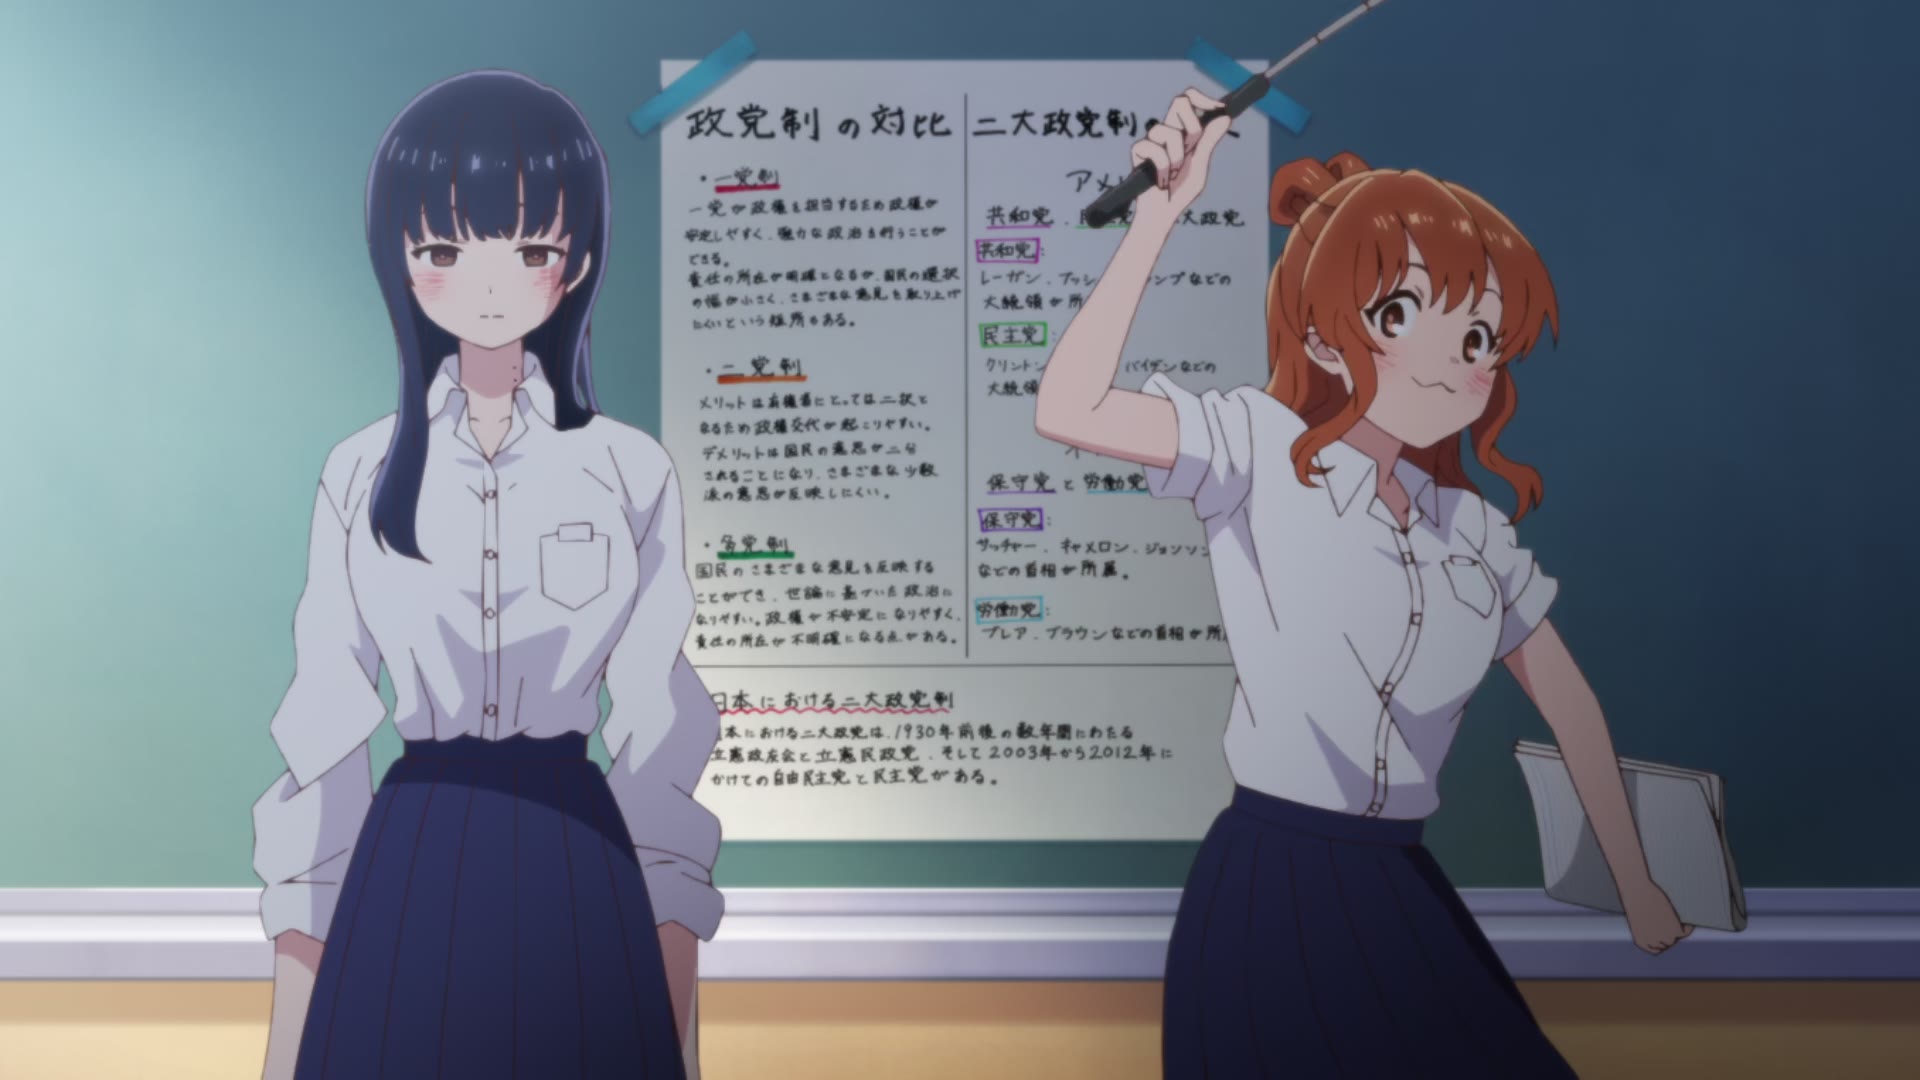 政党制の対比
・一党制
一党が政権を担当するため政権が
安定しやすく、強力な政治を行うことが
できる。
責任の所在が明確となるが、国民の選択
の幅が小さく、さまざまな意見を取り上げ
にくいという短所もある。
・二党制
メリットは有権者にとっては二択と
なるため政権交代が起こりやすい。
デメリットは国民の意思が二分
されることになり、さまざまな少数
派の意思が反映しにくい。
・多党制
国民のさまざまな意見を反映する
ことができ、世論に基づいた政治に
なりやすい。政権が不安定になりやすく、
責任の所在が不明確になる点がある。
二大政党制の
アメ
共和党、民 大政党
共和党:
レーガン、ブッシ ンプなどの
大統領が所
民主党:
クリントン バイデンなどの
大統領
保守党と労働党
保守党:
サッチャー、キャメロン、ジョンソン
などの首相が所属。
労働党:
ブレア、ブラウンなどの首相が所
日本における二大政党制
本における二大政党は、1930年前後の数年間にわたる
立憲政友会と立憲民政党、そして2003年から2012年に
かけての自由民主党と民主党がある。